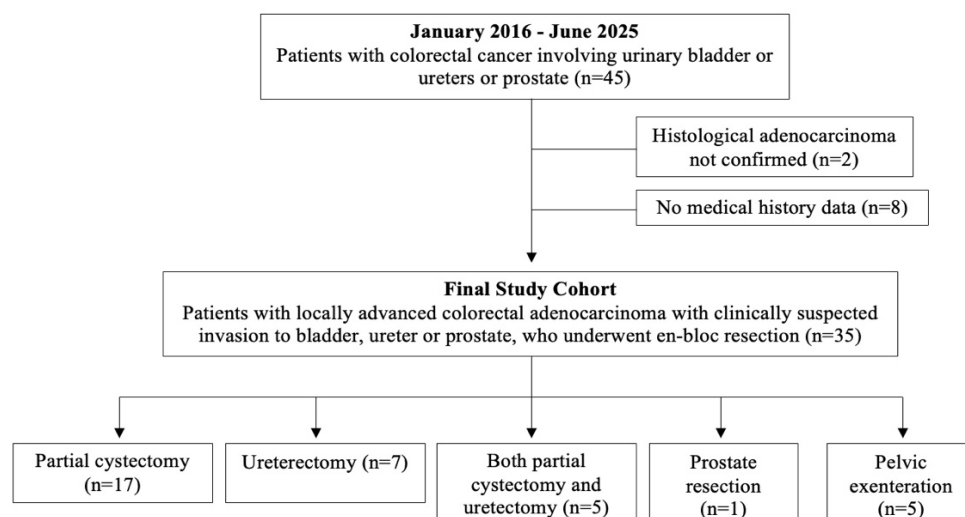 January 2016 - June 2025
Patients with colorectal cancer involving urinary bladder or
ureters or prostate (n=45)
Histological adenocarcinoma
not confirmed (n=2)
No medical history data (n=8)
Final Study Cohort
Patients with locally advanced colorectal adenocarcinoma with clinically suspected
invasion to bladder, ureter or prostate, who underwent en-bloc resection (n=35)
Partial cystectomy
(n=17)
Ureterectomy (n=7)
Both partial
cystectomy and
uretectomy (n=5)
Prostate
resection
(n=1)
Pelvic
exenteration
(n=5)